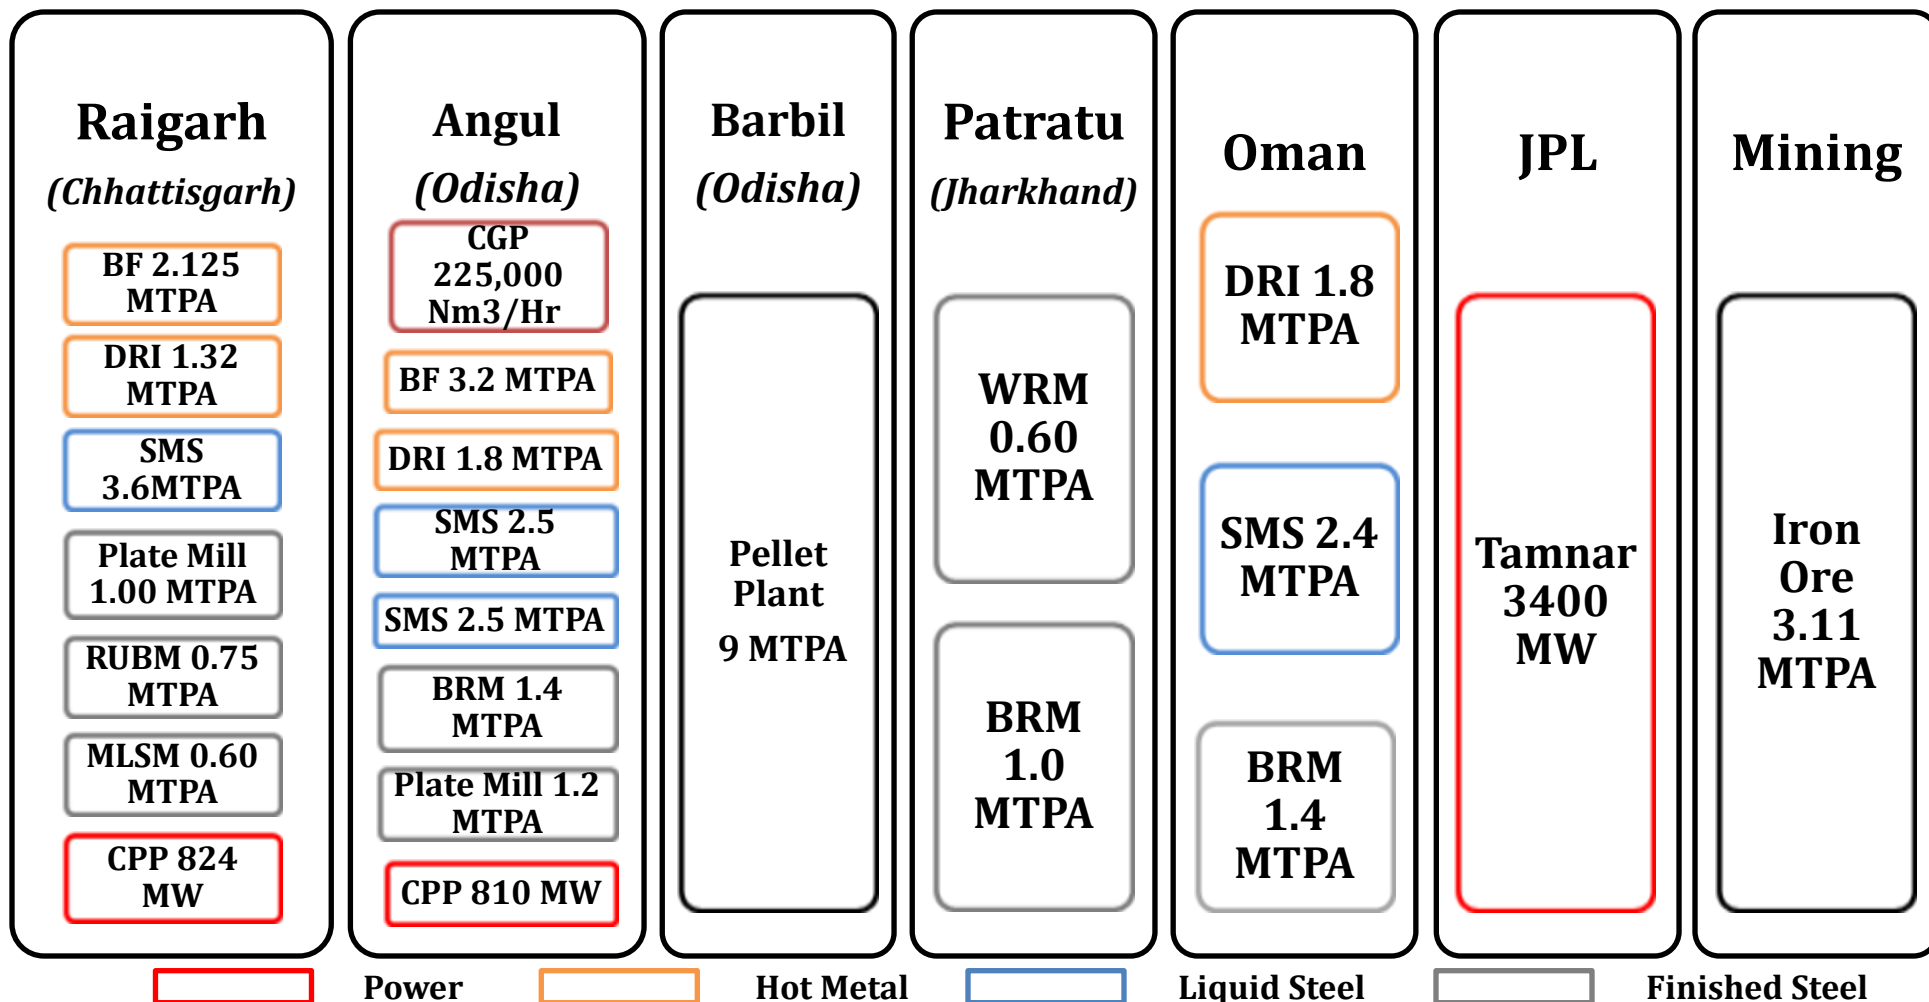 Raigarh
(Chhattisgarh)
BF 2.125
MTPA
DRI 1.32
MTPA
SMS
3.6MTPA
Plate Mill
1.00 MTPA
RUBM 0.75
MTPA
MLSM 0.60
MTPA
CPP 824
MW
Angul
(Odisha)
CGP
225,000
Nm3/Hr
BF 3.2 MTPA
DRI 1.8 MTPA
SMS 2.5
MTPA
SMS 2.5 MTPA
BRM 1.4
MTPA
Plate Mill 1.2
MTPA
CPP 810 MW
Barbil
(Odisha)
Pellet
Plant
9 MTPA
Patratu
(Jharkhand)
WRM
0.60
MTPA
BRM
1.0
MTPA
Oman
DRI 1.8
MTPA
SMS 2.4
MTPA
BRM
1.4
MTPA
JPL
Tamnar
3400
MW
Mining
Iron
Ore
3.11
MTPA
Power
Hot Metal
Liquid Steel
Finished Steel